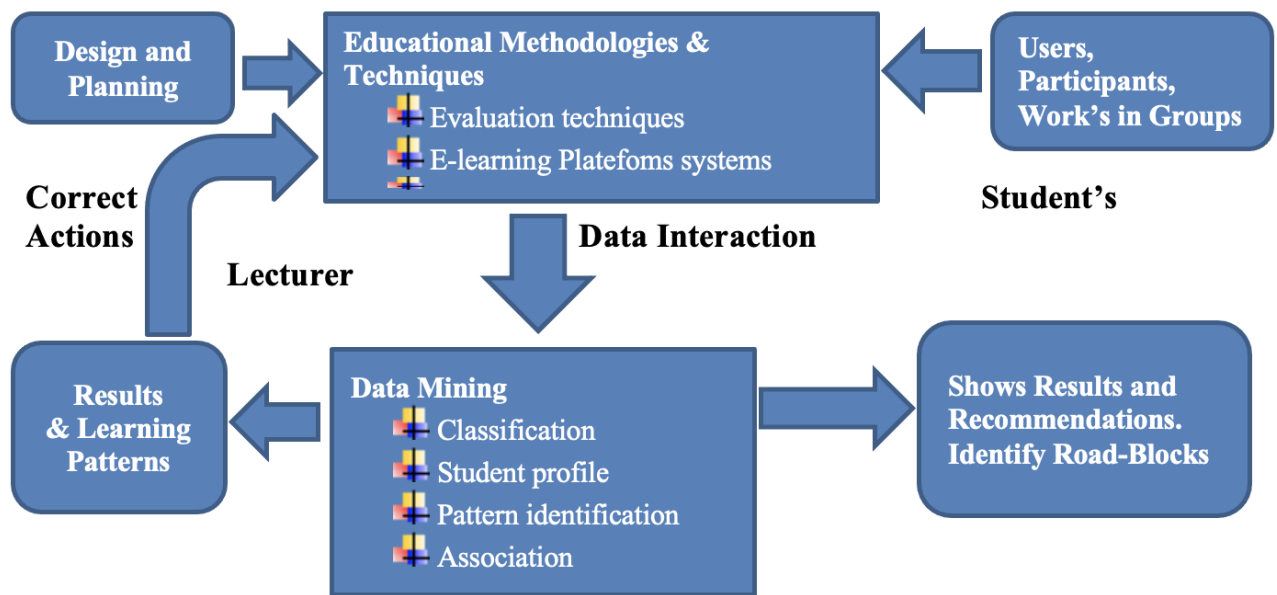 Design and
Planning
Educational Methodologies &
Techniques
Evaluation techniques
E-learning Platefoms systems
Users,
Participants,
Work’s in Groups
Correct
Actions
Lecturer
Data Interaction
Student’s
Results
& Learning
Patterns
Data Mining
Classification
Student profile
Pattern identification
Association
Shows Results and
Recommendations.
Identify Road-Blocks